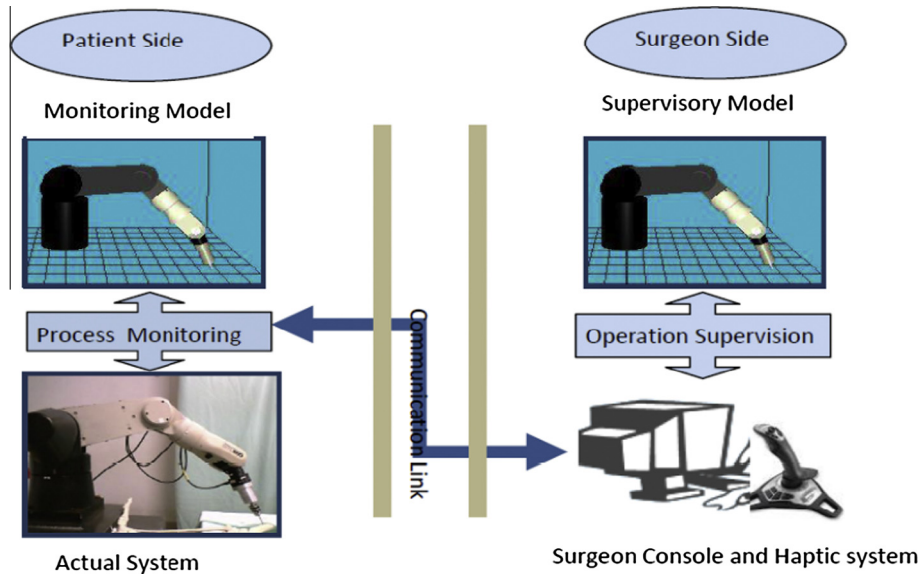 Patient Side
Surgeon Side
Monitoring Model
Supervisory Model
Process Monitoring
Operation Supervision
Communication Link
Actual System
Surgeon Console and Haptic system